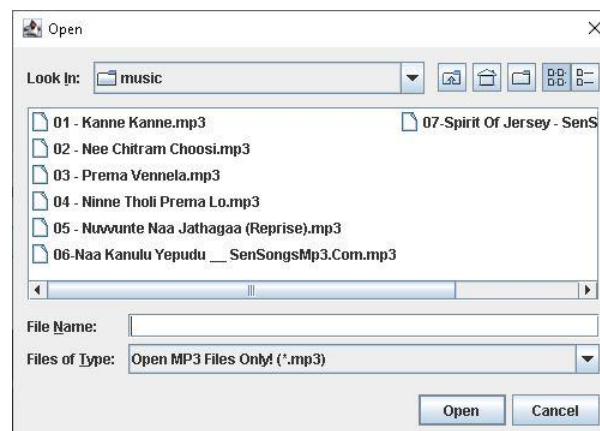 Open
Look In: music
01 - Kanne Kanne.mp3
02 - Nee Chitram Choosi.mp3
03 - Prema Vennela.mp3
04 - Ninne Tholi Prema Lo.mp3
05 - Nuvvunte Naa Jathagaa (Reprise).mp3
06-Naa Kanulu Yepudu __ SenSongsMp3.Com.mp3
07-Spirit Of Jersey - SenS
File Name:
Files of Type: Open MP3 Files Only! (*.mp3)
Open Cancel